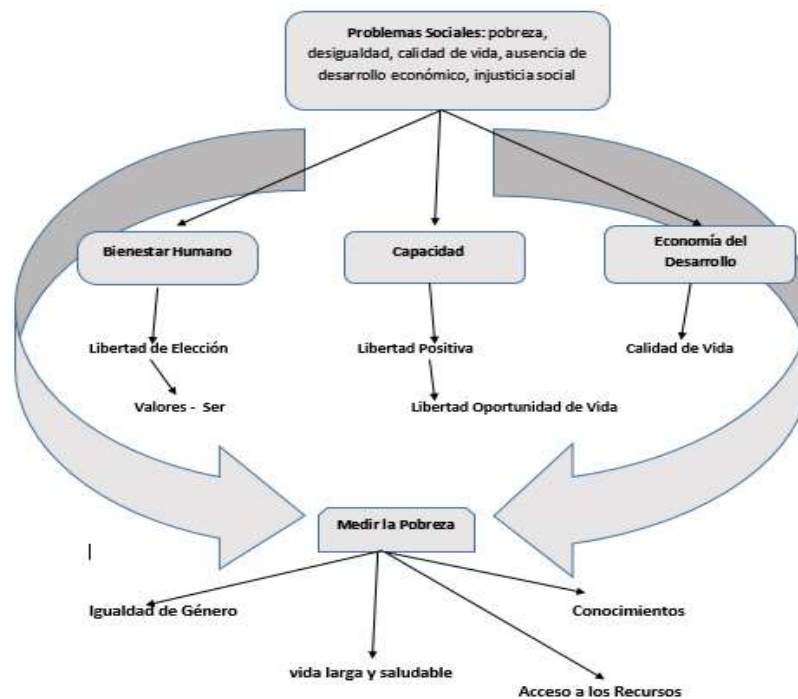 Problemas Sociales: pobreza,
desigualdad, calidad de vida, ausencia de
desarrollo económico, injusticia social
Bienestar Humano
Capacidad
Economía del
Desarrollo
Libertad de Elección
Libertad Positiva
Calidad de Vida
Valores - Ser
Libertad Oportunidad de Vida
Medir la Pobreza
Igualdad de Género
Conocimientos
vida larga y saludable
Acceso a los Recursos